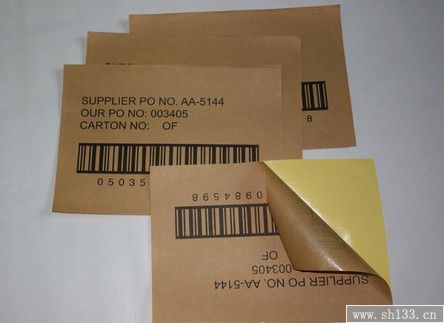 SUPP
8
SUPPLIER PO NO. AA-5144
OUR PO NO: 003405
CARTON NO: OF
05035
0984598
SUPPLIER PO NO. AA-5144
003405
OF
www.sh133.cn